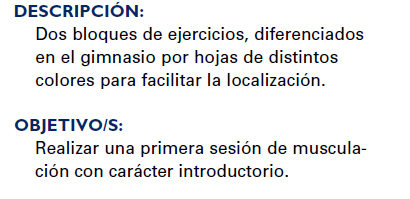 DESCRIPCIÓN:
Dos bloques de ejercicios, diferenciados
en el gimnasio por hojas de distintos
colores para facilitar la localización.
OBJETIVO/S:
Realizar una primera sesión de muscula-
ción con carácter introductorio.